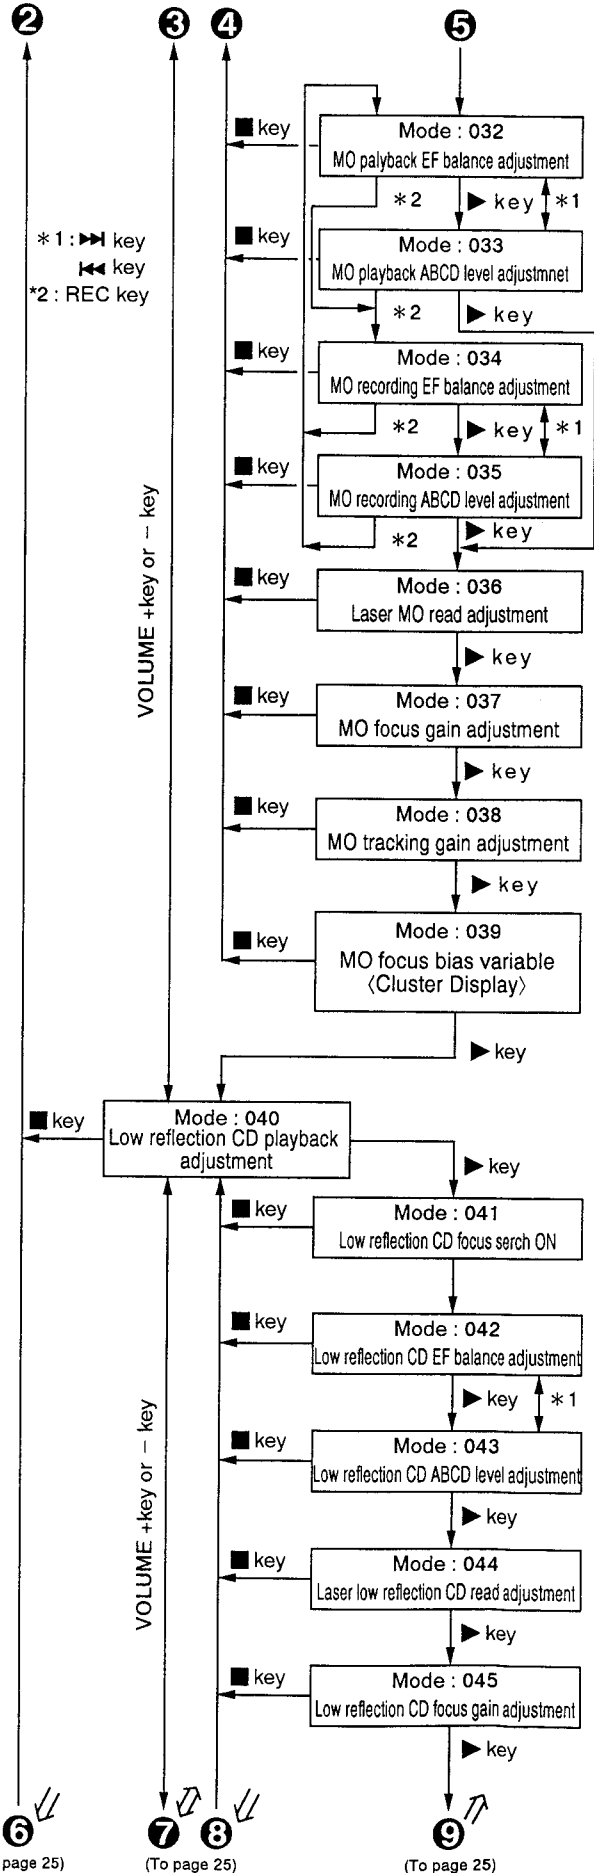 ❷ ❸ ❹ ❺
■ key
Mode : 032
MO palyback EF balance adjustment
*2 ▶ key *1
*1 : ⏭ key
⏮ key
*2 : REC key
■ key
Mode : 033
MO playback ABCD level adjustmnet
*2 ▶ key
■ key
Mode : 034
MO recording EF balance adjustment
*2 ▶ key *1
■ key
Mode : 035
MO recording ABCD level adjustment
*2 ▶ key
VOLUME +key or − key
■ key
Mode : 036
Laser MO read adjustment
▶ key
■ key
Mode : 037
MO focus gain adjustment
▶ key
■ key
Mode : 038
MO tracking gain adjustment
▶ key
■ key
Mode : 039
MO focus bias variable
〈Cluster Display〉
▶ key
■ key
Mode : 040
Low reflection CD playback
adjustment
▶ key
■ key
Mode : 041
Low reflection CD focus serch ON
■ key
Mode : 042
Low reflection CD EF balance adjustment
▶ key *1
VOLUME +key or − key
■ key
Mode : 043
Low reflection CD ABCD level adjustment
▶ key
■ key
Mode : 044
Laser low reflection CD read adjustment
▶ key
■ key
Mode : 045
Low reflection CD focus gain adjustment
▶ key
❻ ❼ ❽ ❾
page 25) (To page 25) (To page 25)